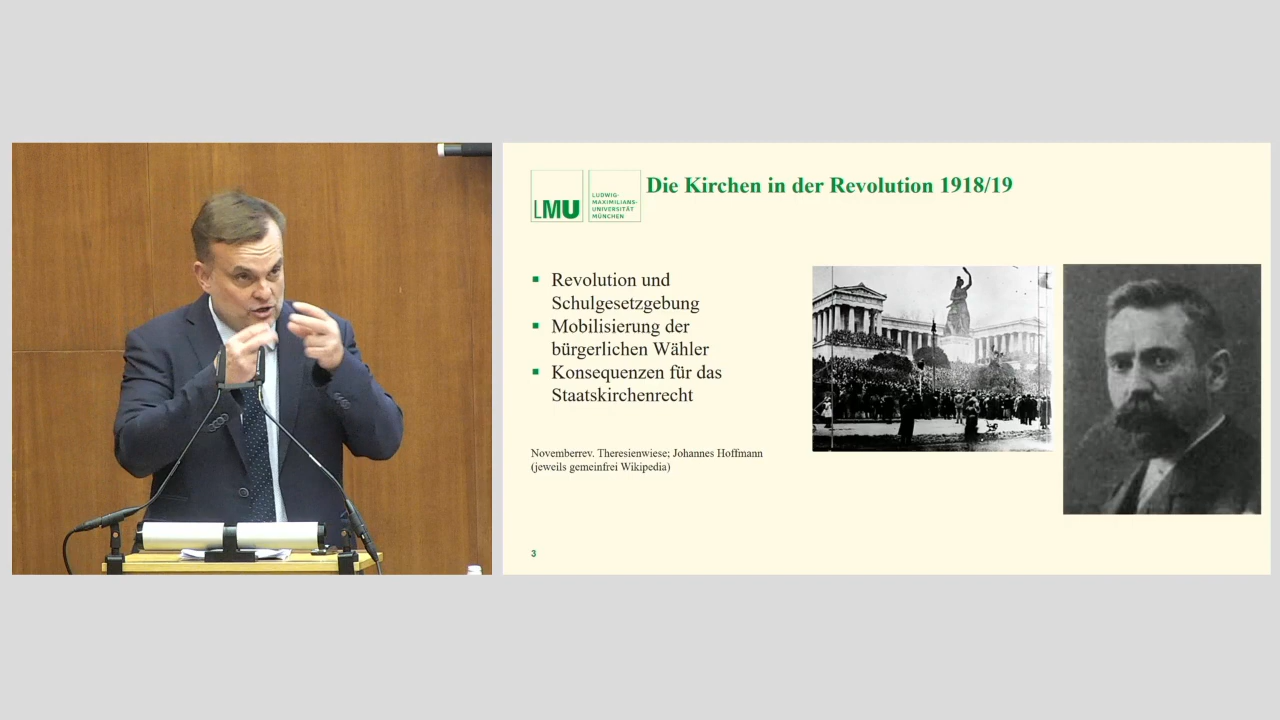 LMU
LUDWIG-
MAXIMILIANS-
UNIVERSITÄT
MÜNCHEN
Die Kirchen in der Revolution 1918/19
Revolution und
Schulgesetzgebung
Mobilisierung der
bürgerlichen Wähler
Konsequenzen für das
Staatskirchenrecht
Novemberrev. Theresienwiese; Johannes Hoffmann
(jeweils gemeinfrei Wikipedia)
3